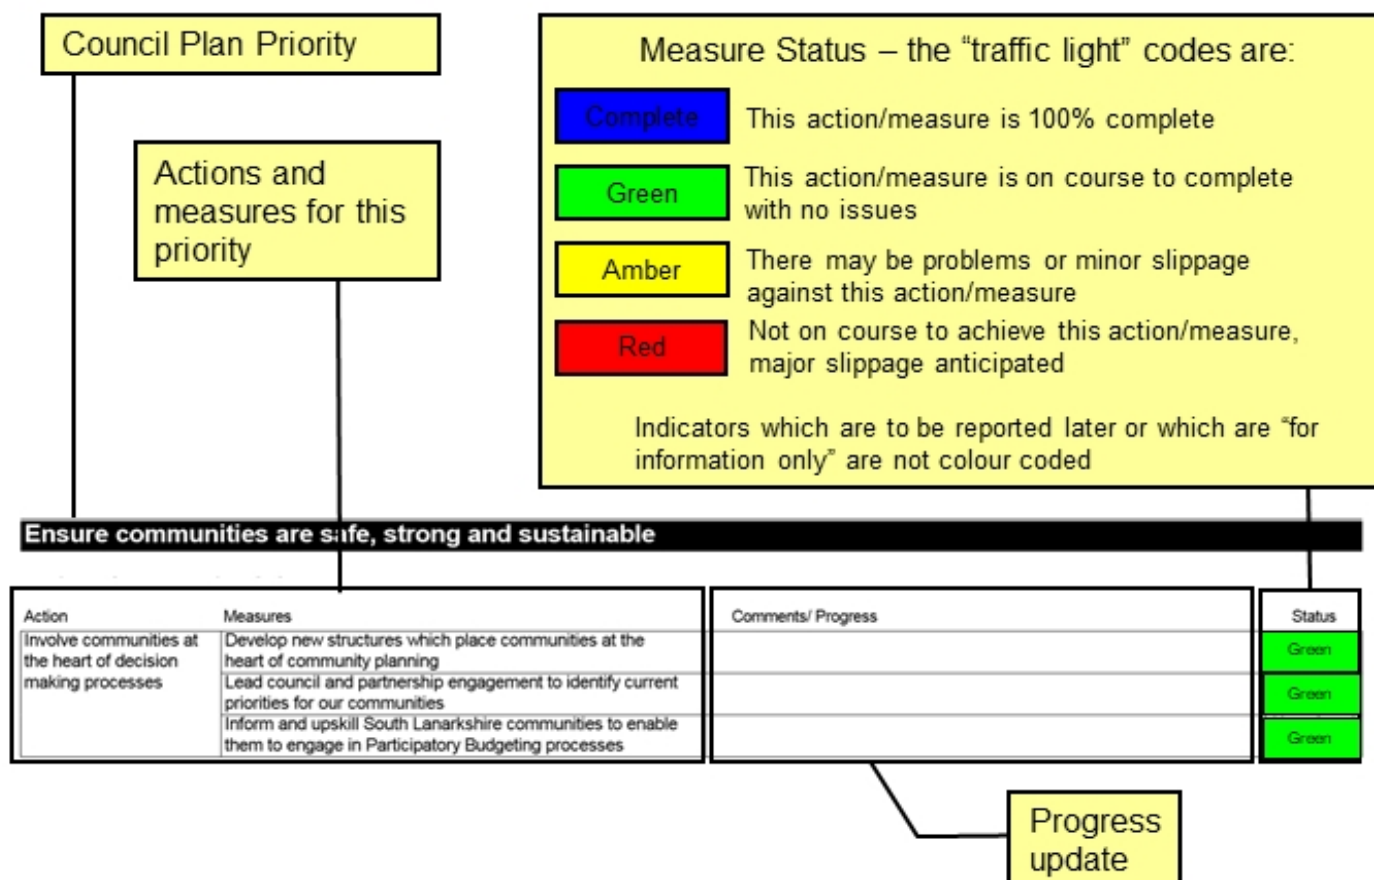 Council Plan Priority
Measure Status – the “traffic light” codes are:
Complete
This action/measure is 100% complete
Green
This action/measure is on course to complete
with no issues
Amber
There may be problems or minor slippage
against this action/measure
Red
Not on course to achieve this action/measure,
major slippage anticipated
Indicators which are to be reported later or which are “for
information only” are not colour coded
Actions and
measures for this
priority
Ensure communities are safe, strong and sustainable
Action
Measures
Comments/ Progress
Status
Involve communities at
the heart of decision
making processes
Develop new structures which place communities at the
heart of community planning
Green
Lead council and partnership engagement to identify current
priorities for our communities
Green
Inform and upskill South Lanarkshire communities to enable
them to engage in Participatory Budgeting processes
Green
Progress
update